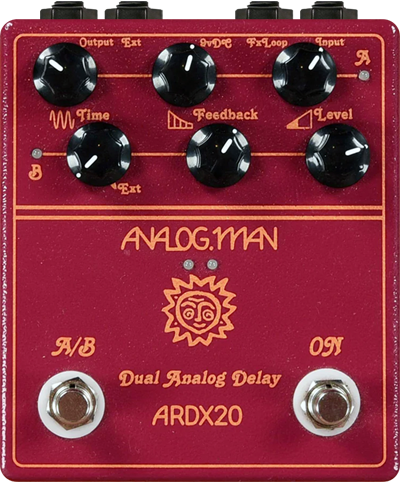 Output Ext 9vDC FxLoop Input
A
Time Feedback Level
B
Ext
ANALOG.MAN
A/B ON
Dual Analog Delay
ARDX20